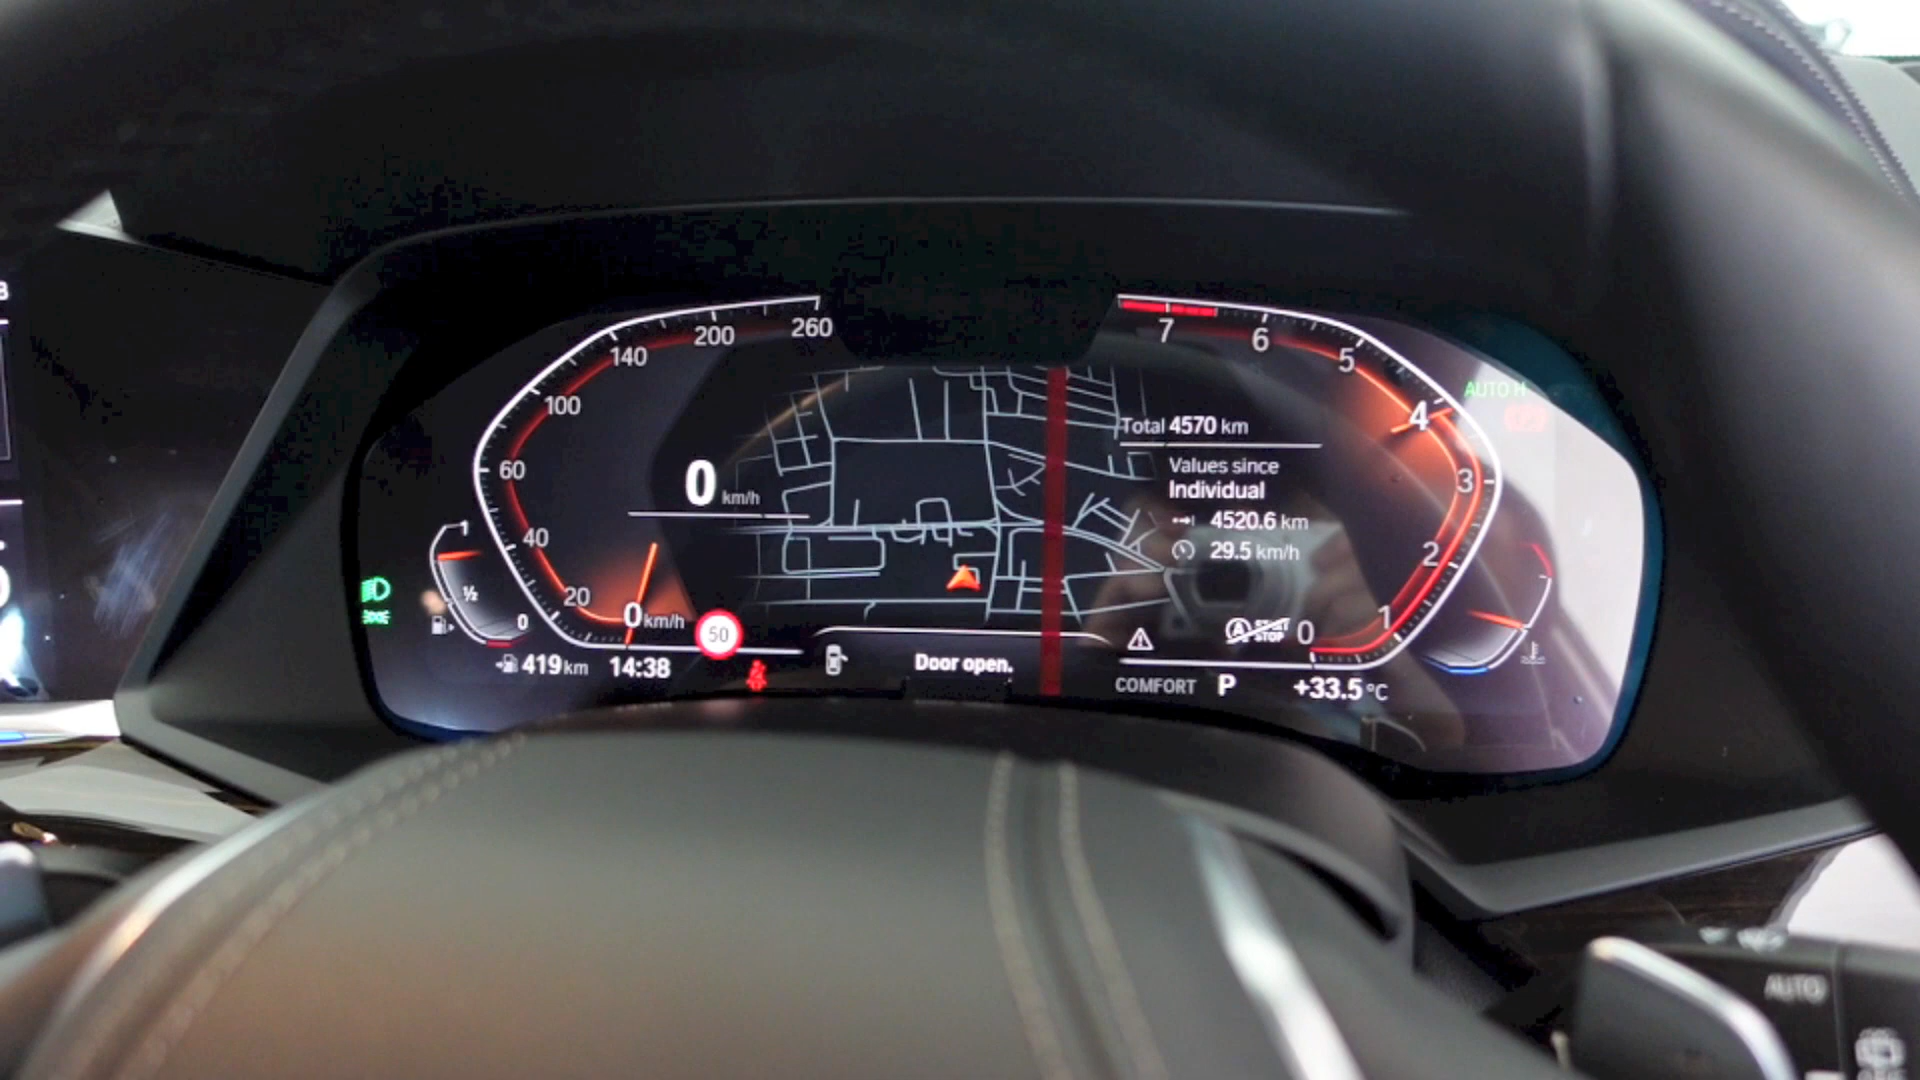 260
200
140
100
60
40
20
0 km/h
0 km/h
50
1
½
0
419 km
14:38
Door open.
7
6
5
4
3
2
1
0
Total 4570 km
Values since
Individual
4520.6 km
29.5 km/h
A START
STOP
COMFORT P +33.5 °C
AUTO H
AUTO